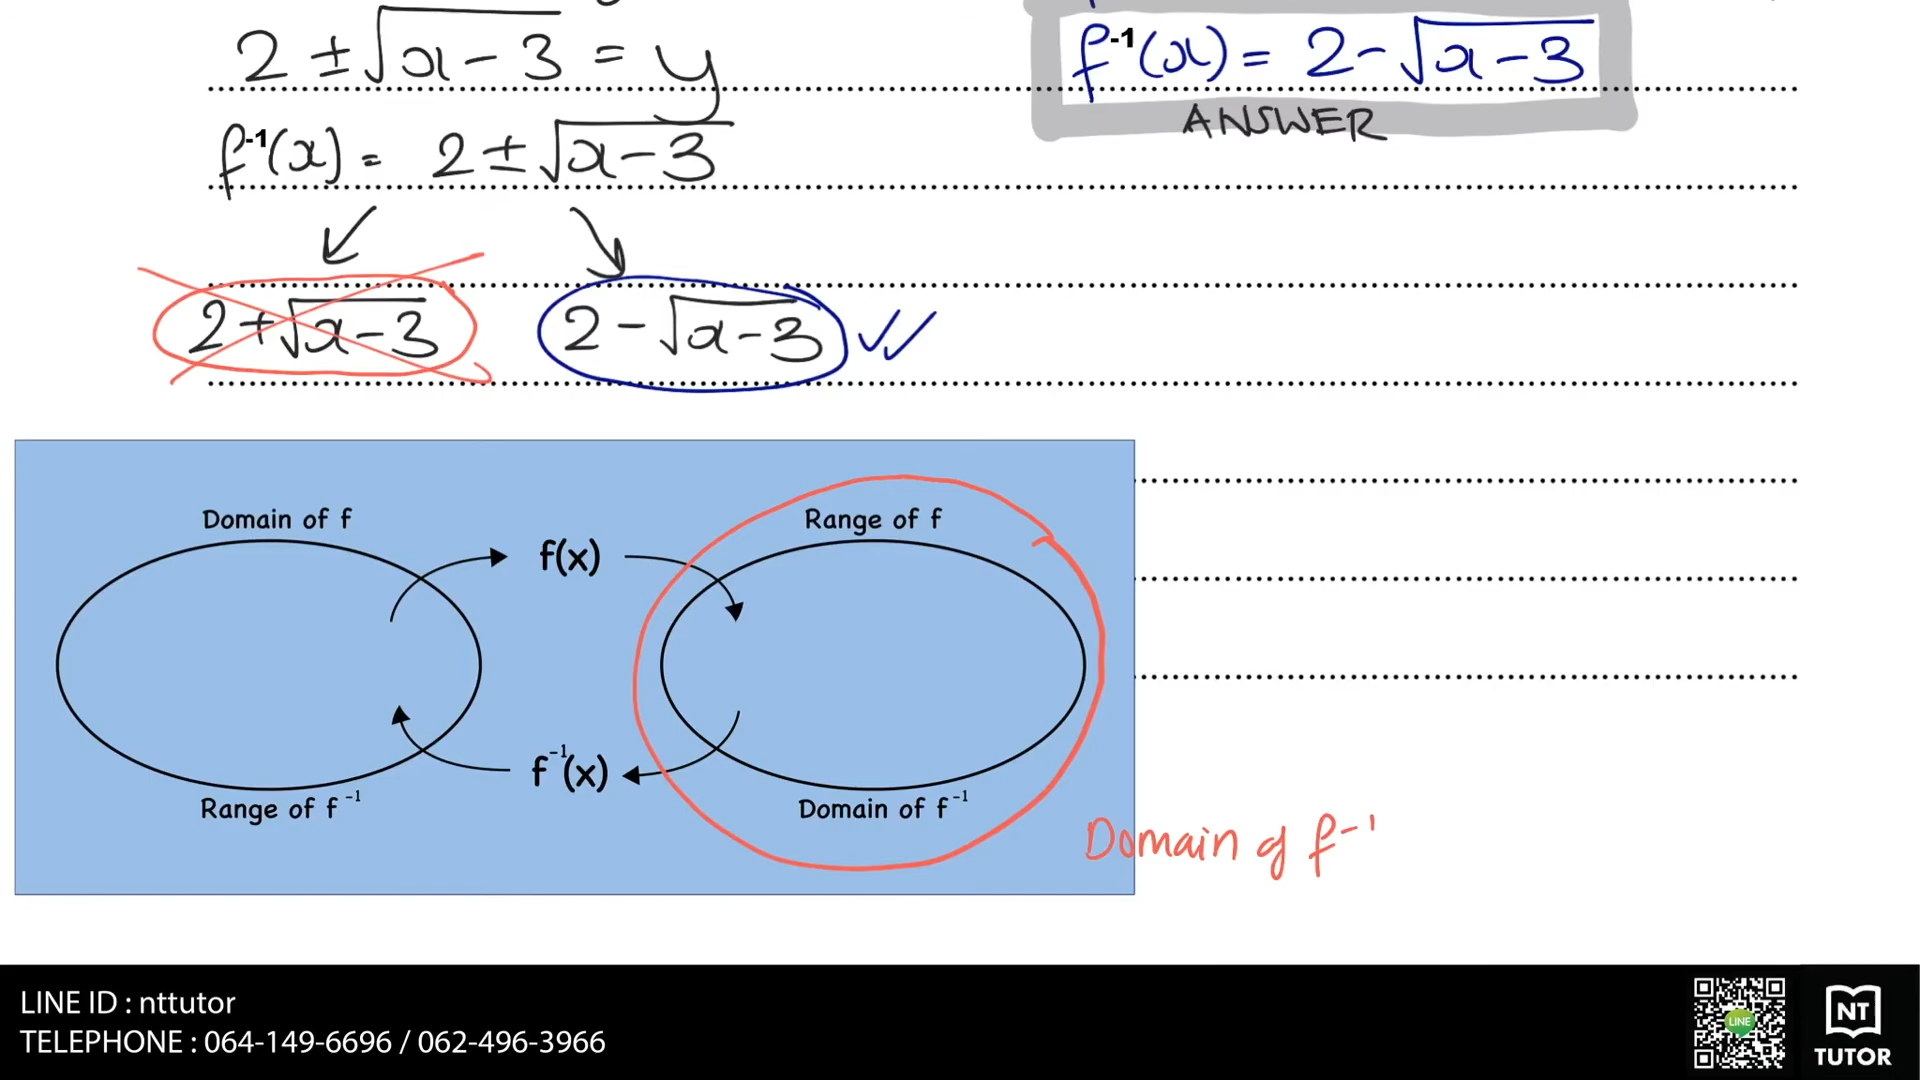 2 ± √x − 3 = y
f⁻¹(x) = 2 ± √x − 3
2 + √x − 3
2 − √x − 3
f⁻¹(x) = 2 − √x − 3
ANSWER
Domain of f
f(x)
Range of f
f⁻¹(x)
Range of f⁻¹
Domain of f⁻¹
Domain of f⁻¹
LINE ID : nttutor
TELEPHONE : 064-149-6696 / 062-496-3966
LINE
NT
TUTOR